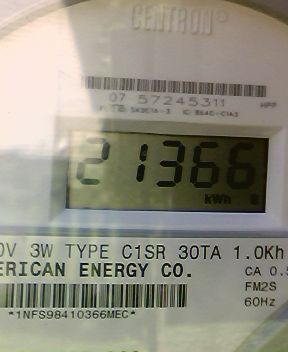 CENTRON®
07 57245311 HPP
21366
kWh
0V 3W TYPE C1SR 30TA 1.0Kh
ERICAN ENERGY CO. CA 0.5
FM2S
*1NFS98410366MEC* 60Hz